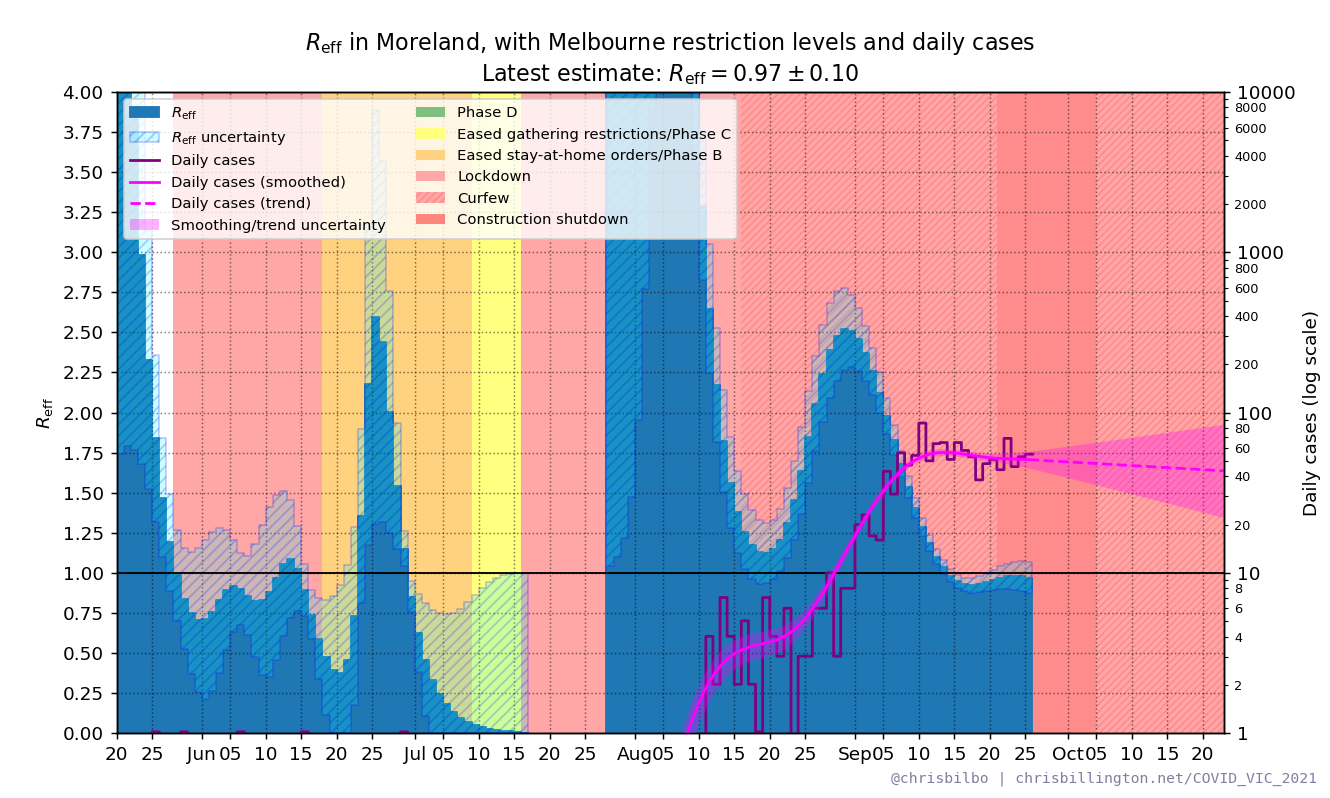 R_eff in Moreland, with Melbourne restriction levels and daily cases
Latest estimate: R_eff = 0.97 ± 0.10
R_eff
R_eff uncertainty
Daily cases
Daily cases (smoothed)
Daily cases (trend)
Smoothing/trend uncertainty
Phase D
Eased gathering restrictions/Phase C
Eased stay-at-home orders/Phase B
Lockdown
Curfew
Construction shutdown
R_eff
4.00
3.75
3.50
3.25
3.00
2.75
2.50
2.25
2.00
1.75
1.50
1.25
1.00
0.75
0.50
0.25
0.00
10000
8000
6000
4000
2000
1000
800
600
400
200
100
80
60
40
20
10
8
6
4
2
1
Daily cases (log scale)
20 25 Jun 05 10 15 20 25 Jul 05 10 15 20 25 Aug 05 10 15 20 25 Sep 05 10 15 20 25 Oct 05 10 15 20
@chrisbilbo | chrisbillington.net/COVID_VIC_2021